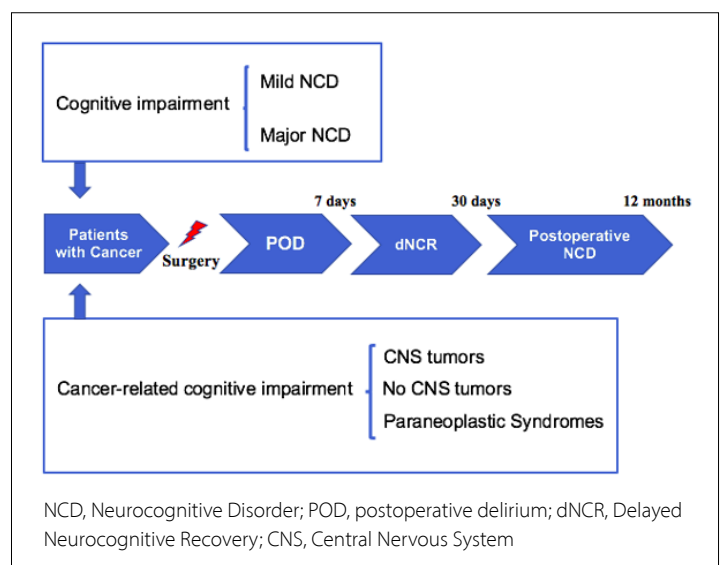 Cognitive impairment
Mild NCD
Major NCD
7 days
30 days
12 months
Patients
with Cancer
Surgery
POD
dNCR
Postoperative
NCD
Cancer-related cognitive impairment
CNS tumors
No CNS tumors
Paraneoplastic Syndromes
NCD, Neurocognitive Disorder; POD, postoperative delirium; dNCR, Delayed
Neurocognitive Recovery; CNS, Central Nervous System